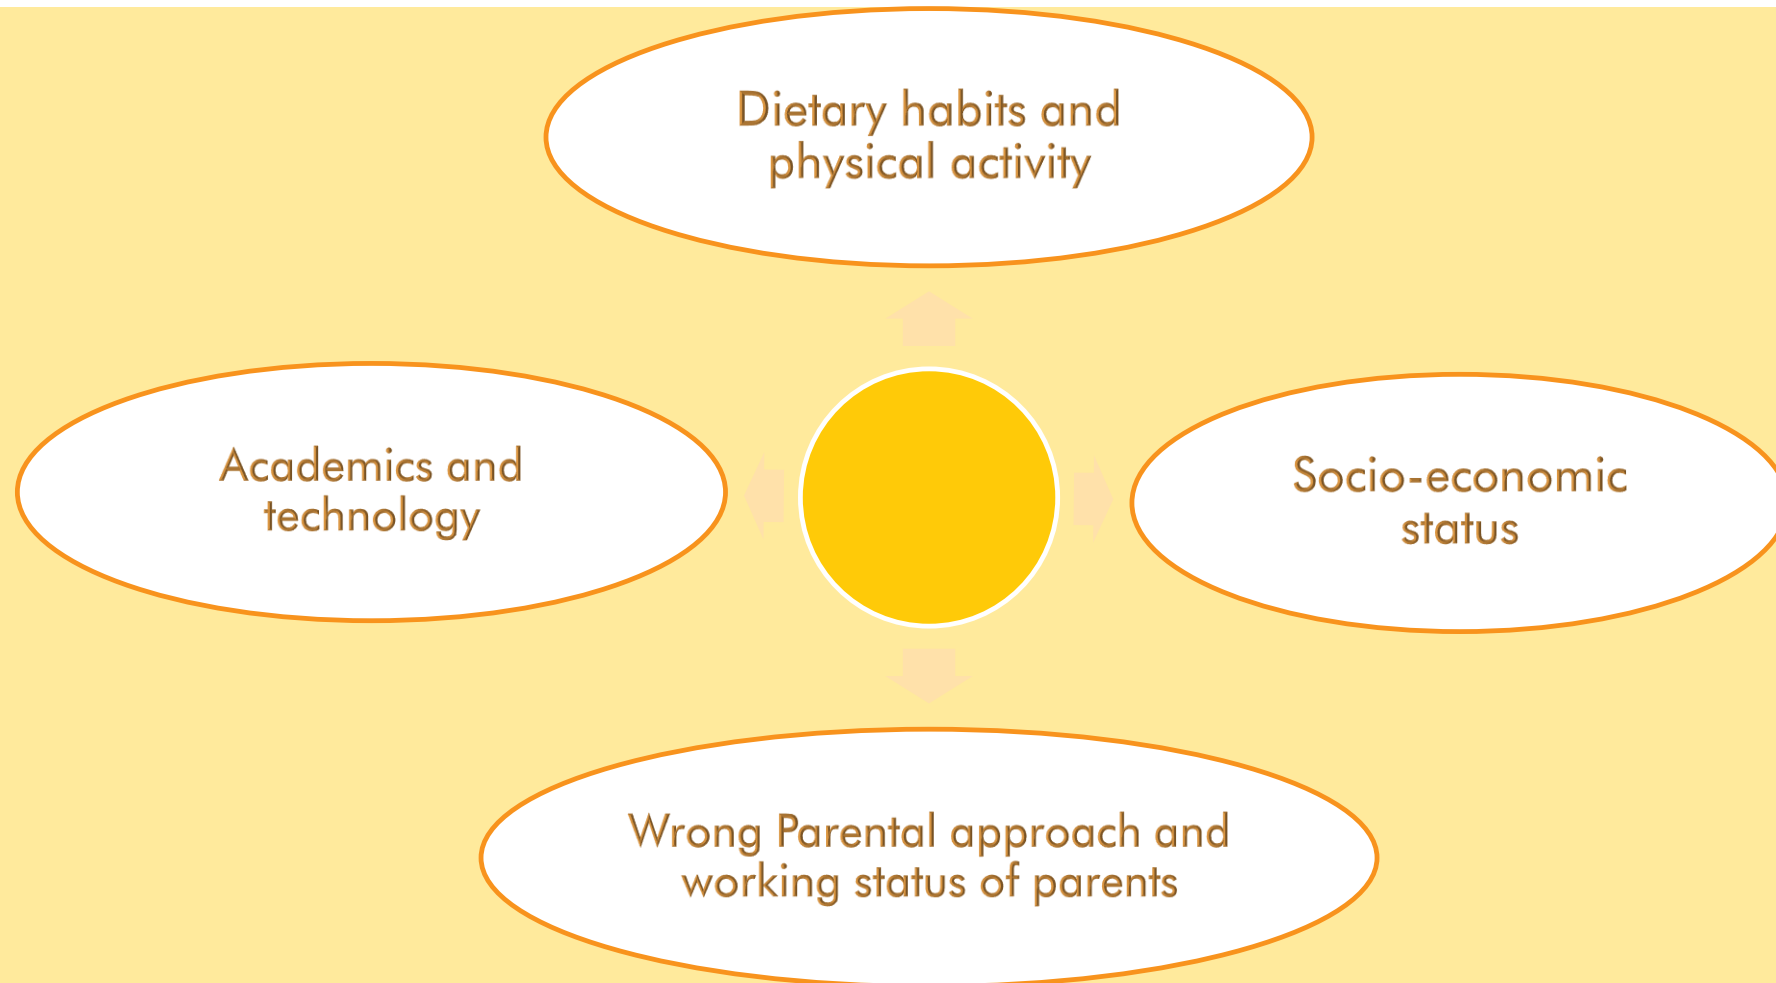 Dietary habits and
physical activity
Academics and
technology
Socio-economic
status
Wrong Parental approach and
working status of parents